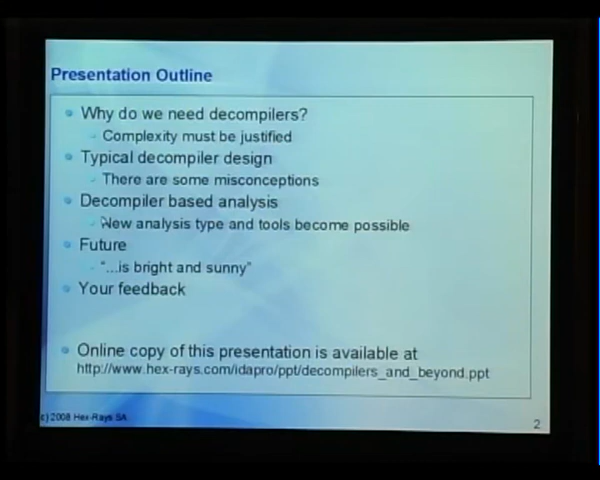 Presentation Outline
Why do we need decompilers?
Complexity must be justified
Typical decompiler design
There are some misconceptions
Decompiler based analysis
New analysis type and tools become possible
Future
"...is bright and sunny"
Your feedback
Online copy of this presentation is available at
http://www.hex-rays.com/idapro/ppt/decompilers_and_beyond.ppt
c) 2008 Hex-Rays SA
2